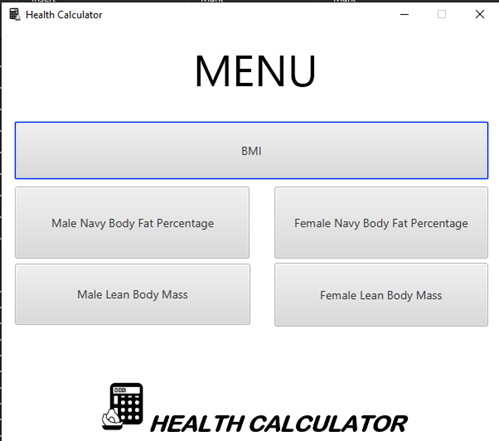 Health Calculator
MENU
BMI
Male Navy Body Fat Percentage
Female Navy Body Fat Percentage
Male Lean Body Mass
Female Lean Body Mass
HEALTH CALCULATOR